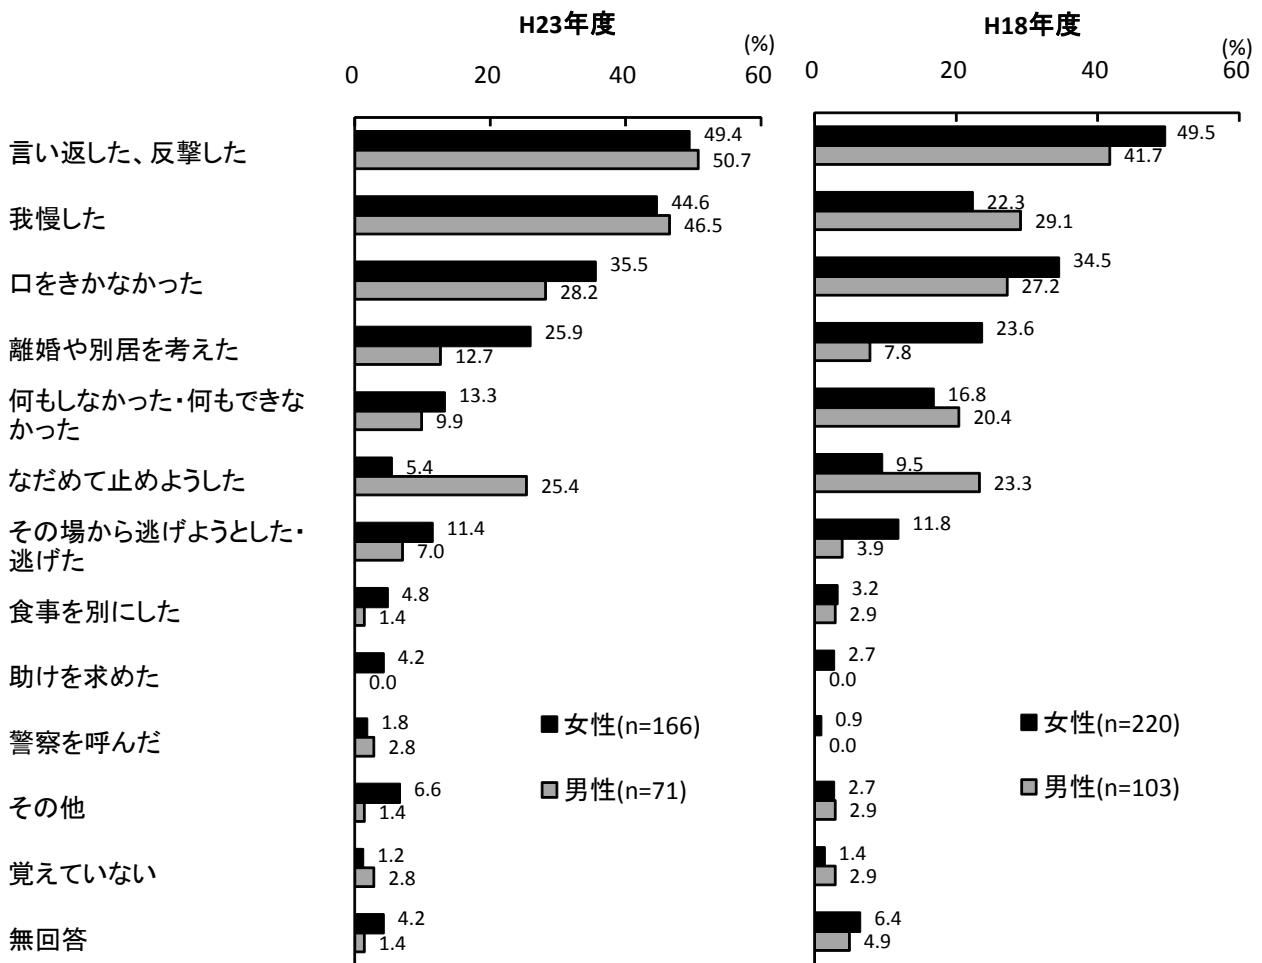 H23年度
H18年度
(%)
(%)
0 20 40 60
0 20 40 60
言い返した、反撃した
49.4
50.7
49.5
41.7
我慢した
44.6
46.5
22.3
29.1
口をきかなかった
35.5
28.2
34.5
27.2
離婚や別居を考えた
25.9
12.7
23.6
7.8
何もしなかった・何もできな
かった
13.3
9.9
16.8
20.4
なだめて止めようした
5.4
25.4
9.5
23.3
その場から逃げようとした・
逃げた
11.4
7.0
11.8
3.9
食事を別にした
4.8
1.4
3.2
2.9
助けを求めた
4.2
0.0
2.7
0.0
警察を呼んだ
1.8
2.8
0.9
0.0
女性(n=166)
女性(n=220)
その他
6.6
1.4
2.7
2.9
男性(n=71)
男性(n=103)
覚えていない
1.2
2.8
1.4
2.9
無回答
4.2
1.4
6.4
4.9